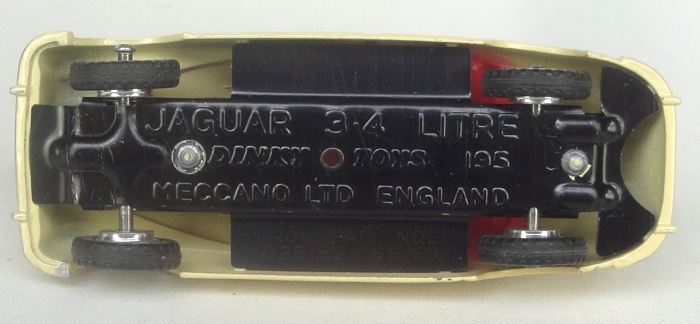 JAGUAR 3·4 LITRE
DINKY TOYS 195
MECCANO LTD ENGLAND